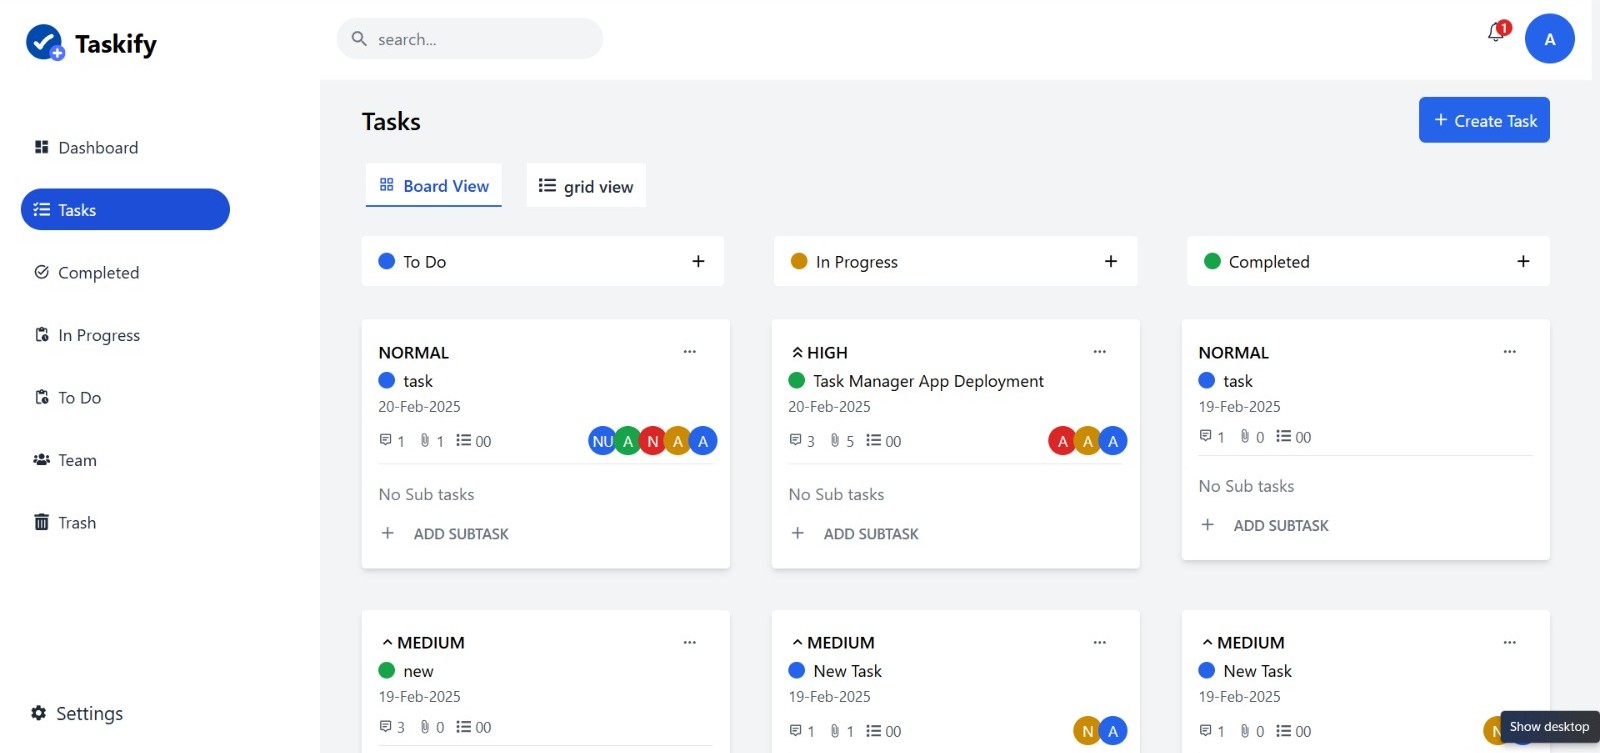 Taskify
search...
1
A
Dashboard
Tasks
Completed
In Progress
To Do
Team
Trash
Settings
Tasks
+ Create Task
Board View
grid view
To Do +
In Progress +
Completed +
NORMAL ...
task
20-Feb-2025
1 1 00 NU A N A A
No Sub tasks
+ ADD SUBTASK
HIGH ...
Task Manager App Deployment
20-Feb-2025
3 5 00 A A A
No Sub tasks
+ ADD SUBTASK
NORMAL ...
task
19-Feb-2025
1 0 00
No Sub tasks
+ ADD SUBTASK
MEDIUM ...
new
19-Feb-2025
3 0 00
MEDIUM ...
New Task
19-Feb-2025
1 1 00 N A
MEDIUM ...
New Task
19-Feb-2025
1 0 00 N
Show desktop